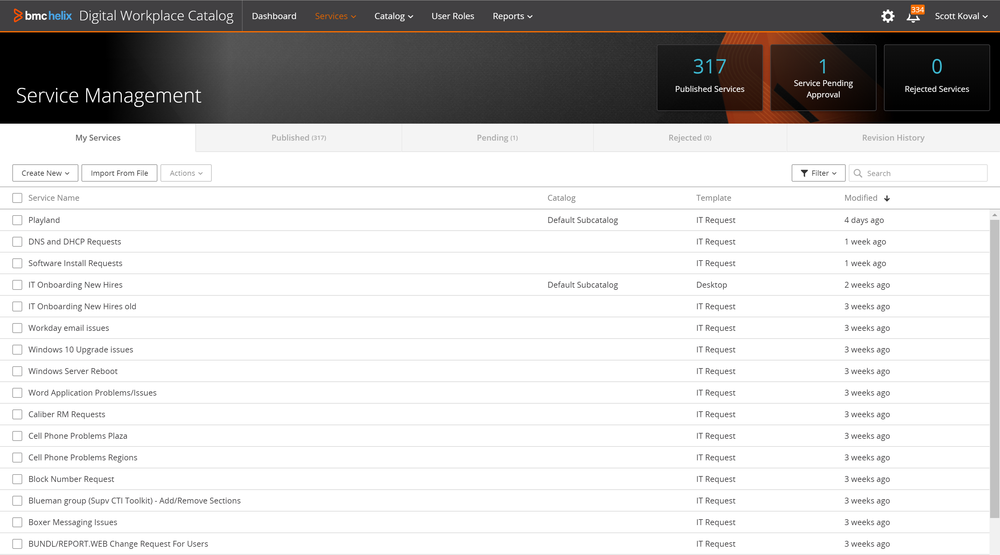 bmc helix Digital Workplace Catalog Dashboard Services Catalog User Roles Reports 334 Scott Koval
Service Management
317
Published Services
1
Service Pending
Approval
0
Rejected Services
My Services Published (317) Pending (1) Rejected (0) Revision History
Create New Import From File Actions Filter Search
Service Name Catalog Template Modified
Playland Default Subcatalog IT Request 4 days ago
DNS and DHCP Requests IT Request 1 week ago
Software Install Requests IT Request 1 week ago
IT Onboarding New Hires Default Subcatalog Desktop 2 weeks ago
IT Onboarding New Hires old IT Request 3 weeks ago
Workday email issues IT Request 3 weeks ago
Windows 10 Upgrade issues IT Request 3 weeks ago
Windows Server Reboot IT Request 3 weeks ago
Word Application Problems/Issues IT Request 3 weeks ago
Caliber RM Requests IT Request 3 weeks ago
Cell Phone Problems Plaza IT Request 3 weeks ago
Cell Phone Problems Regions IT Request 3 weeks ago
Block Number Request IT Request 3 weeks ago
Blueman group (Supv CTI Toolkit) - Add/Remove Sections IT Request 3 weeks ago
Boxer Messaging Issues IT Request 3 weeks ago
BUNDL/REPORT.WEB Change Request For Users IT Request 3 weeks ago